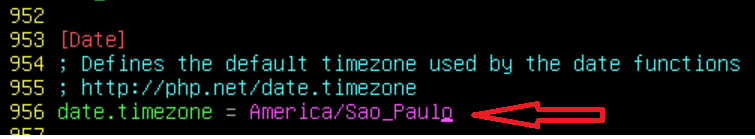 952
953 [Date]
954 ; Defines the default timezone used by the date functions
955 ; http://php.net/date.timezone
956 date.timezone = America/Sao_Paulo
957